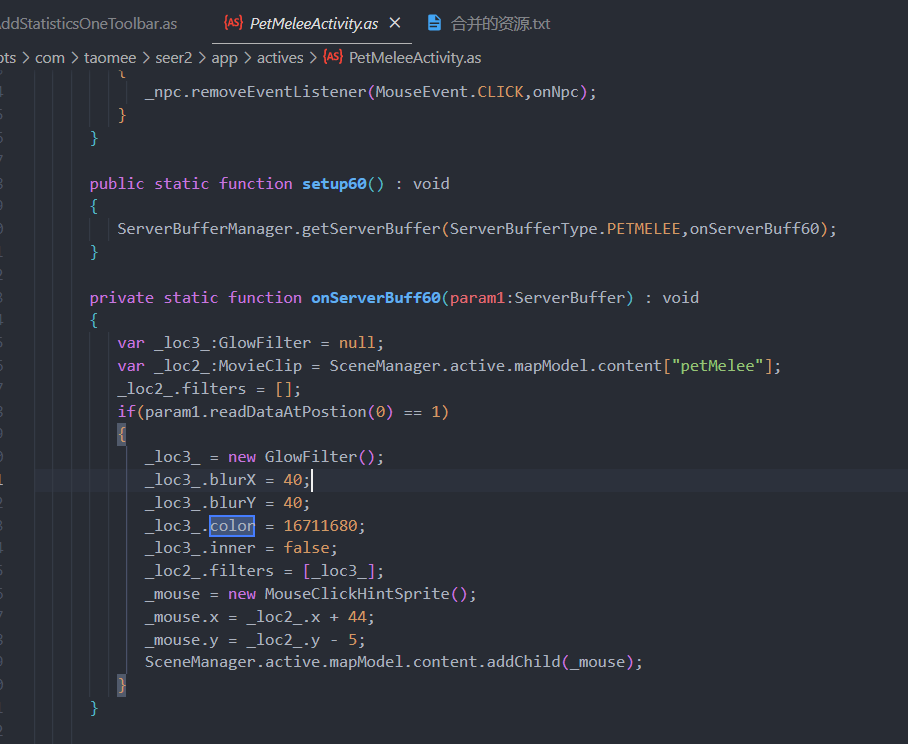 ddStatisticsOneToolbar.as
PetMeleeActivity.as
合并的资源.txt
pts > com > taomee > seer2 > app > actives > PetMeleeActivity.as
{
_npc.removeEventListener(MouseEvent.CLICK,onNpc);
}
}
public static function setup60() : void
{
ServerBufferManager.getServerBuffer(ServerBufferType.PETMELEE,onServerBuff60);
}
private static function onServerBuff60(param1:ServerBuffer) : void
{
var _loc3_:GlowFilter = null;
var _loc2_:MovieClip = SceneManager.active.mapModel.content["petMelee"];
_loc2_.filters = [];
if(param1.readDataAtPostion(0) == 1)
{
_loc3_ = new GlowFilter();
_loc3_.blurX = 40;
_loc3_.blurY = 40;
_loc3_.color = 16711680;
_loc3_.inner = false;
_loc2_.filters = [_loc3_];
_mouse = new MouseClickHintSprite();
_mouse.x = _loc2_.x + 44;
_mouse.y = _loc2_.y - 5;
SceneManager.active.mapModel.content.addChild(_mouse);
}
}